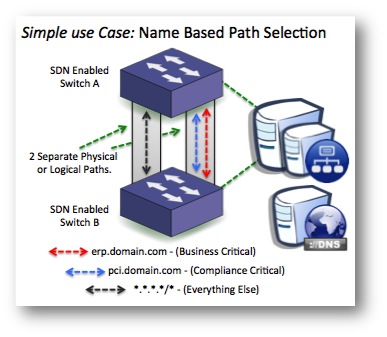 Simple use Case: Name Based Path Selection
SDN Enabled
Switch A
2 Separate Physical
or Logical Paths.
SDN Enabled
Switch B
://DNS
erp.domain.com - (Business Critical)
pci.domain.com - (Compliance Critical)
*.*.*.*/* - (Everything Else)